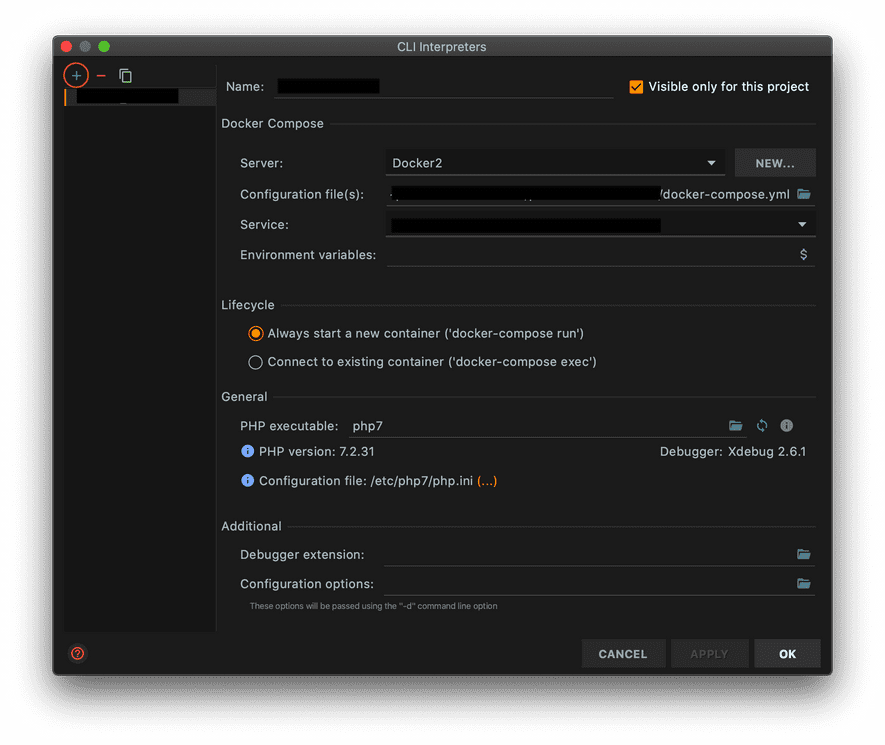 CLI Interpreters
Name:
Visible only for this project
Docker Compose
Server: Docker2 NEW...
Configuration file(s): /docker-compose.yml
Service:
Environment variables: $
Lifecycle
Always start a new container ('docker-compose run')
Connect to existing container ('docker-compose exec')
General
PHP executable: php7
PHP version: 7.2.31 Debugger: Xdebug 2.6.1
Configuration file: /etc/php7/php.ini (...)
Additional
Debugger extension:
Configuration options:
These options will be passed using the "-d" command line option
CANCEL APPLY OK